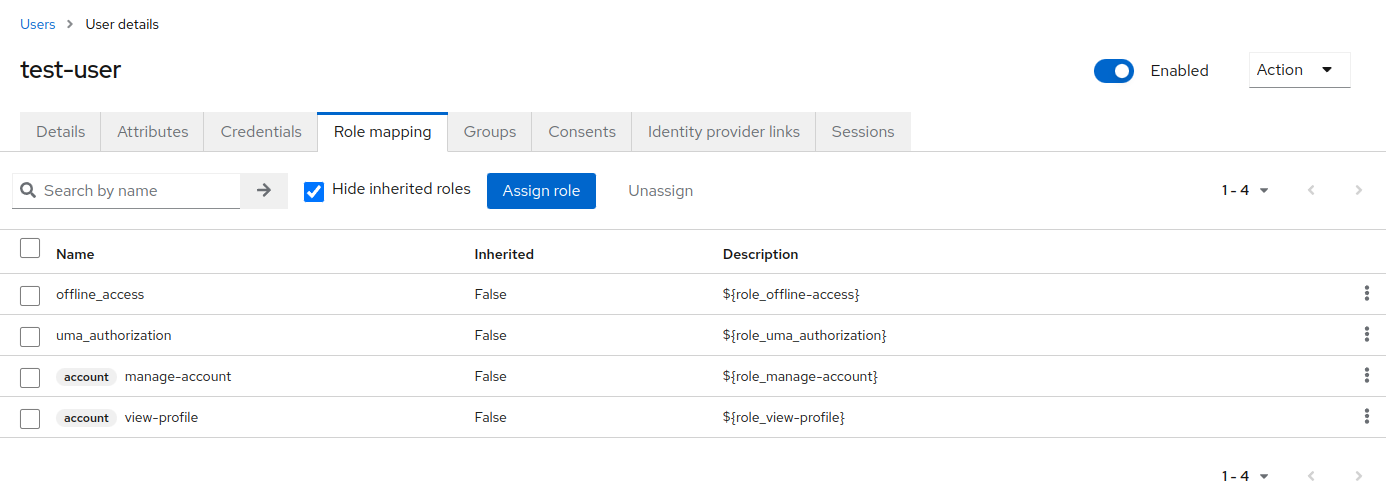 Users > User details
test-user
Enabled
Action
Details Attributes Credentials Role mapping Groups Consents Identity provider links Sessions
Search by name Hide inherited roles Assign role Unassign 1 - 4
Name Inherited Description
offline_access False ${role_offline-access}
uma_authorization False ${role_uma_authorization}
account manage-account False ${role_manage-account}
account view-profile False ${role_view-profile}
1 - 4